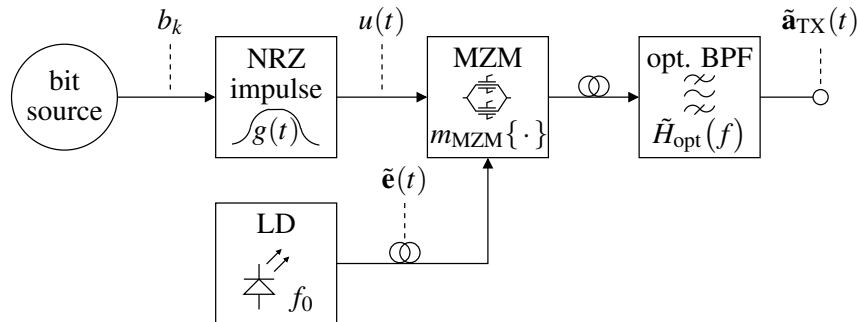 b_k
u(t)
ã_TX(t)
bit
source
NRZ
impulse
g(t)
MZM
m_MZM{·}
opt. BPF
H̃_opt(f)
ẽ(t)
LD
f_0